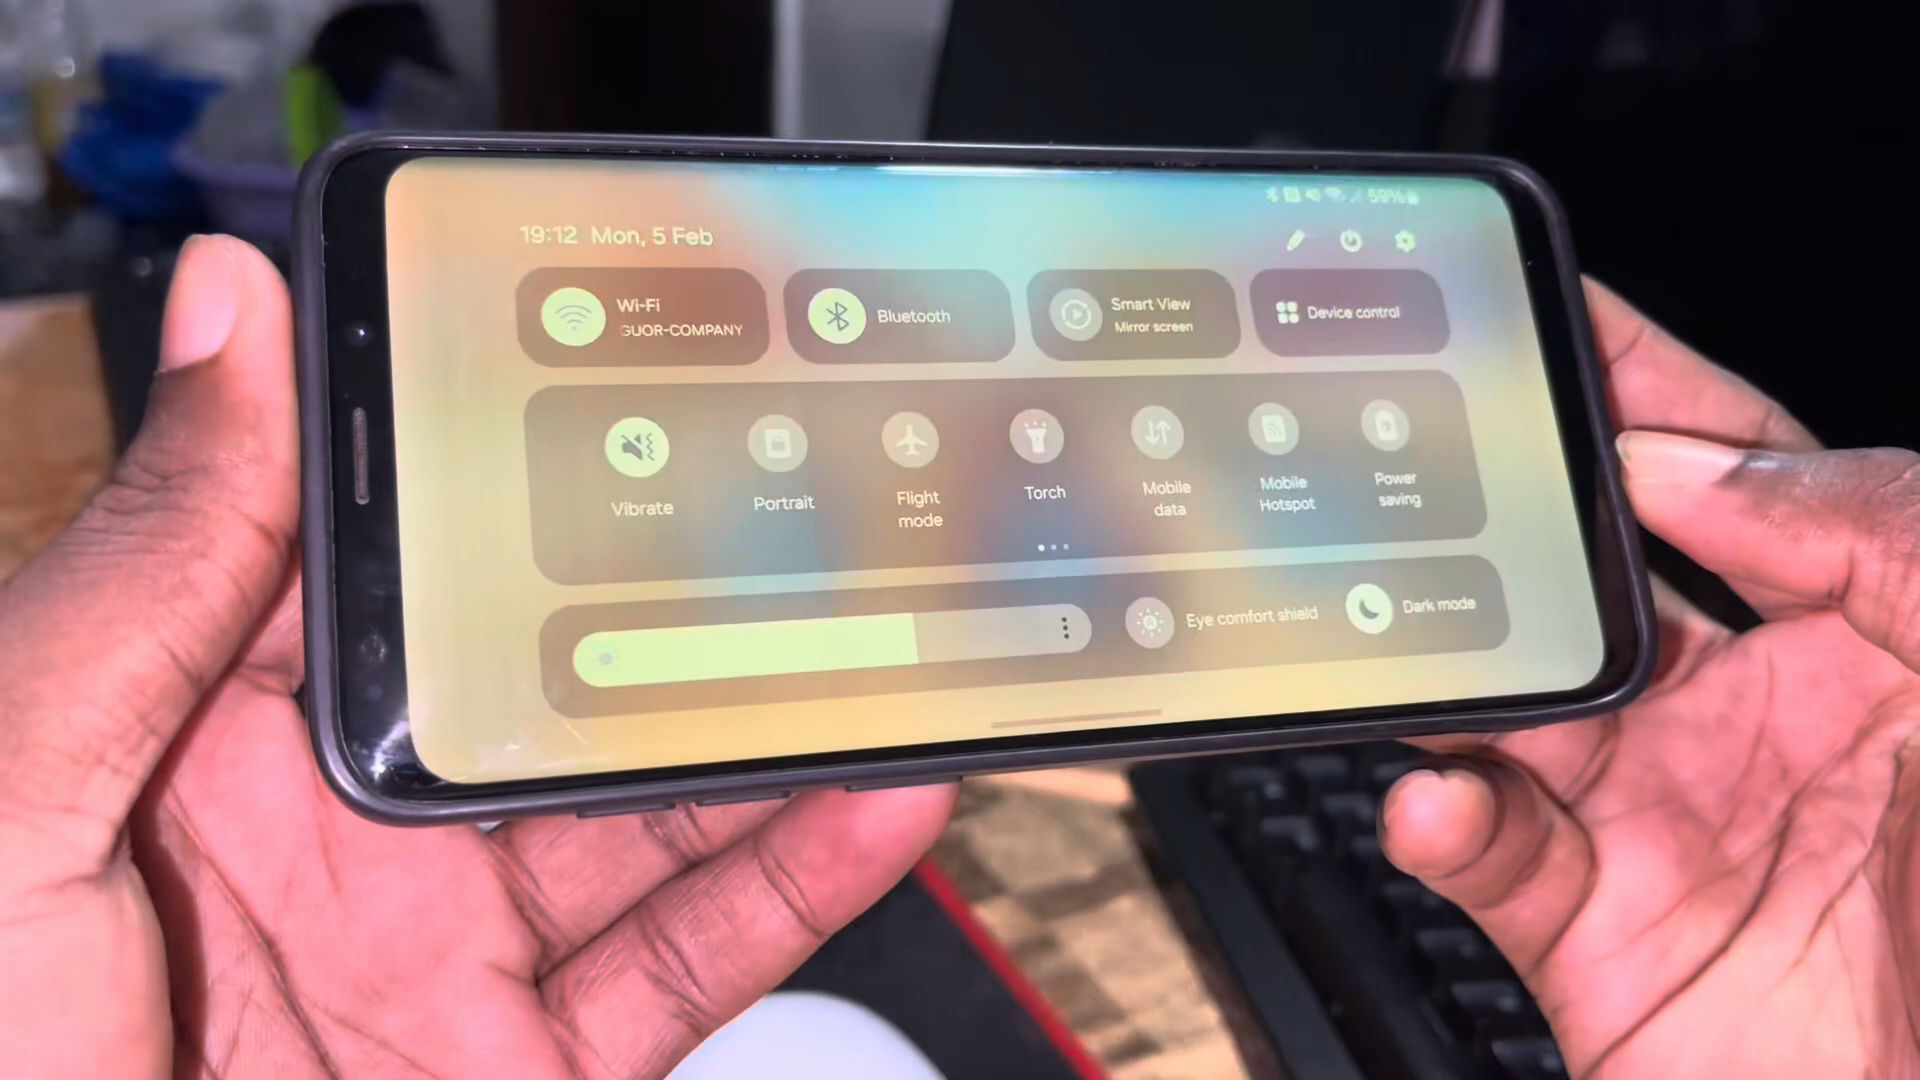 59%
19:12 Mon, 5 Feb
Wi-Fi
GUOR-COMPANY
Bluetooth
Smart View
Mirror screen
Device control
Vibrate
Portrait
Flight
mode
Torch
Mobile
data
Mobile
Hotspot
Power
saving
Eye comfort shield
Dark mode